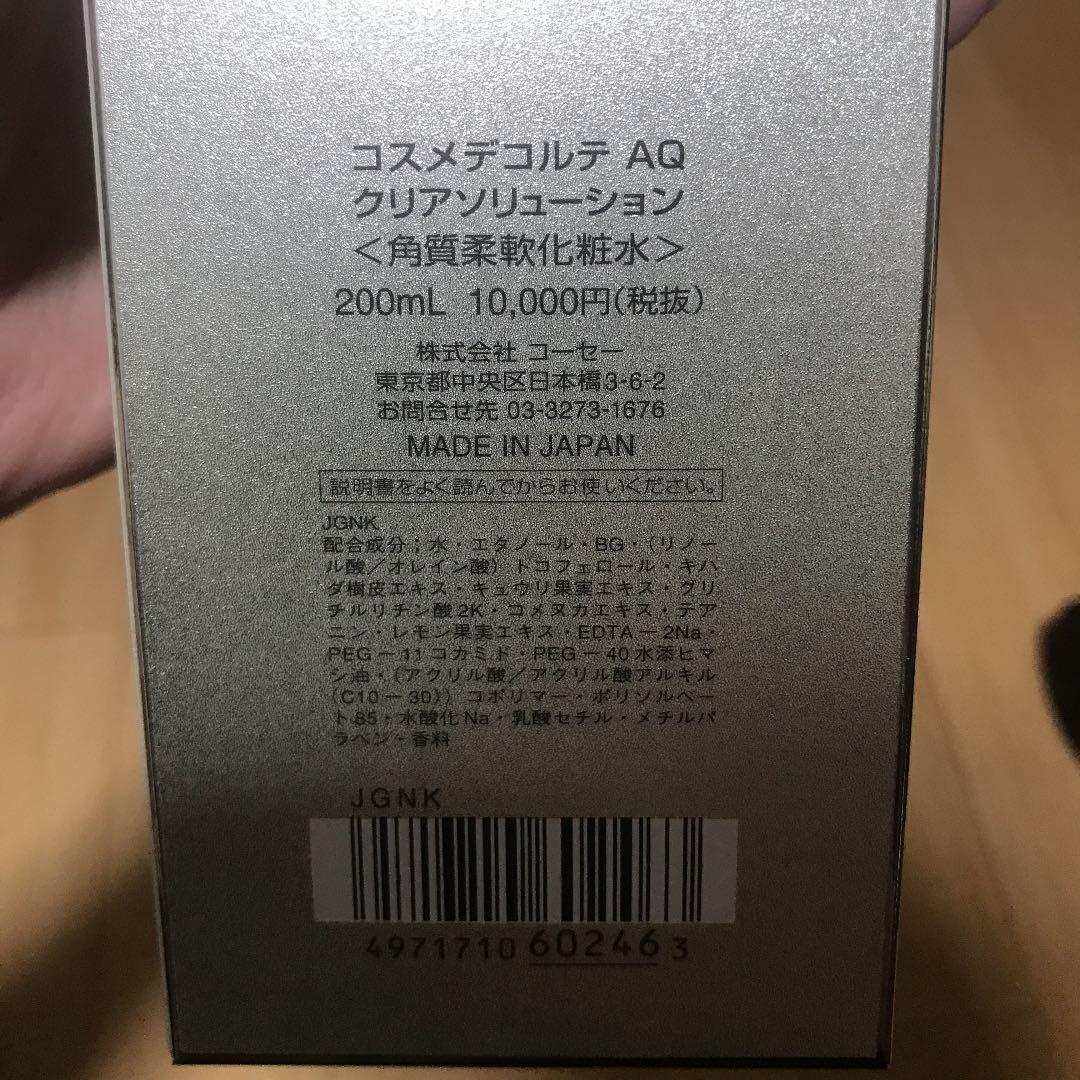 コスメデコルテ AQ
クリアソリューション
＜角質柔軟化粧水＞
200mL 10,000円(税抜)
株式会社 コーセー
東京都中央区日本橋3-6-2
お問合せ先 03-3273-1676
MADE IN JAPAN
説明書をよく読んでからお使いください。
JGNK
配合成分；水・エタノール・BG・(リノー
ル酸／オレイン酸)トコフェロール・キハ
ダ樹皮エキス・キュウリ果実エキス・グリ
チルリチン酸2K・コメヌカエキス・テア
ニン・レモン果実エキス・EDTA－2Na・
PEG－11コカミド・PEG－40水添ヒマ
シ油・(アクリル酸／アクリル酸アルキル
(C10－30))コポリマー・ポリソルベー
ト85・水酸化Na・乳酸セチル・メチルパ
ラベン・香料
JGNK
4971710 60246 3